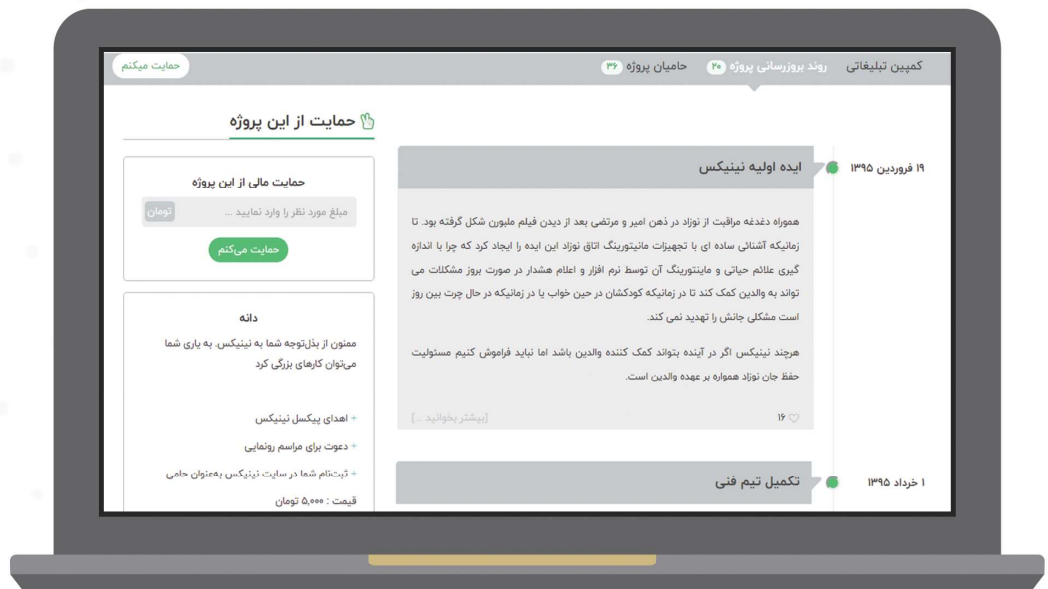 کمپین تبلیغاتی روند بروزرسانی پروژه ۲۰ حامیان پروژه ۳۶ حمایت میکنم
۱۹ فروردین ۱۳۹۵
ایده اولیه نینیکس
همواره دغدغه مراقبت از نوزاد در ذهن امیر و مرتضی بعد از دیدن فیلم ملبورن شکل گرفته بود. تا
زمانیکه آشنائی ساده ای با تجهیزات مانیتورینگ اتاق نوزاد این ایده را ایجاد کرد که چرا با اندازه
گیری علائم حیاتی و ماینتورینگ آن توسط نرم افزار و اعلام هشدار در صورت بروز مشکلات می
تواند به والدین کمک کند تا در زمانیکه کودکشان در حین خواب یا در زمانیکه در حال چرت بین روز
است مشکلی جانش را تهدید نمی کند.
هرچند نینیکس اگر در آینده بتواند کمک کننده والدین باشد اما نباید فراموش کنیم مسئولیت
حفظ جان نوزاد همواره بر عهده والدین است.
۱۶ [بیشتر بخوانید ...]
۱ خرداد ۱۳۹۵
تکمیل تیم فنی
حمایت از این پروژه
حمایت مالی از این پروژه
مبلغ مورد نظر را وارد نمایید ... تومان
حمایت می‌کنم
دانه
ممنون از بذل‌توجه شما به نینیکس. به یاری شما
می‌توان کارهای بزرگی کرد
+ اهدای پیکسل نینیکس
+ دعوت برای مراسم رونمایی
+ ثبت‌نام شما در سایت نینیکس به‌عنوان حامی
قیمت : ۵,۰۰۰ تومان